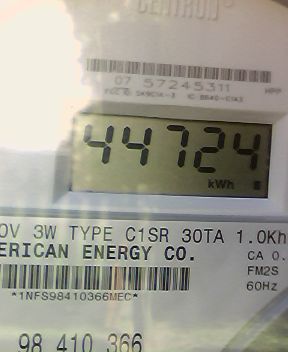 CENTRON
07 57245311
HPP
44724
kWh
0V 3W TYPE C1SR 30TA 1.0Kh
ERICAN ENERGY CO.
CA 0.
FM2S
*1NFS98410366MEC*
60Hz
98 410 366